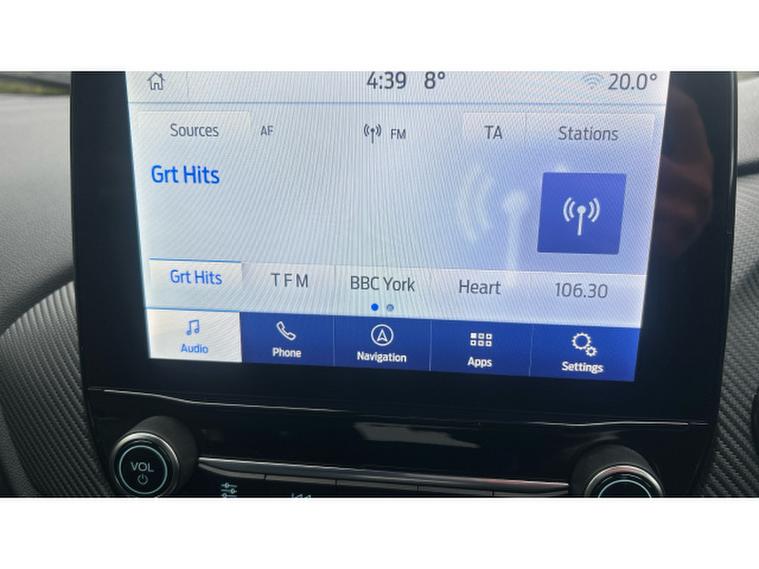 4:39 8° 20.0°
Sources AF FM TA Stations
Grt Hits
Grt Hits TFM BBC York Heart 106.30
Audio Phone Navigation Apps Settings
VOL